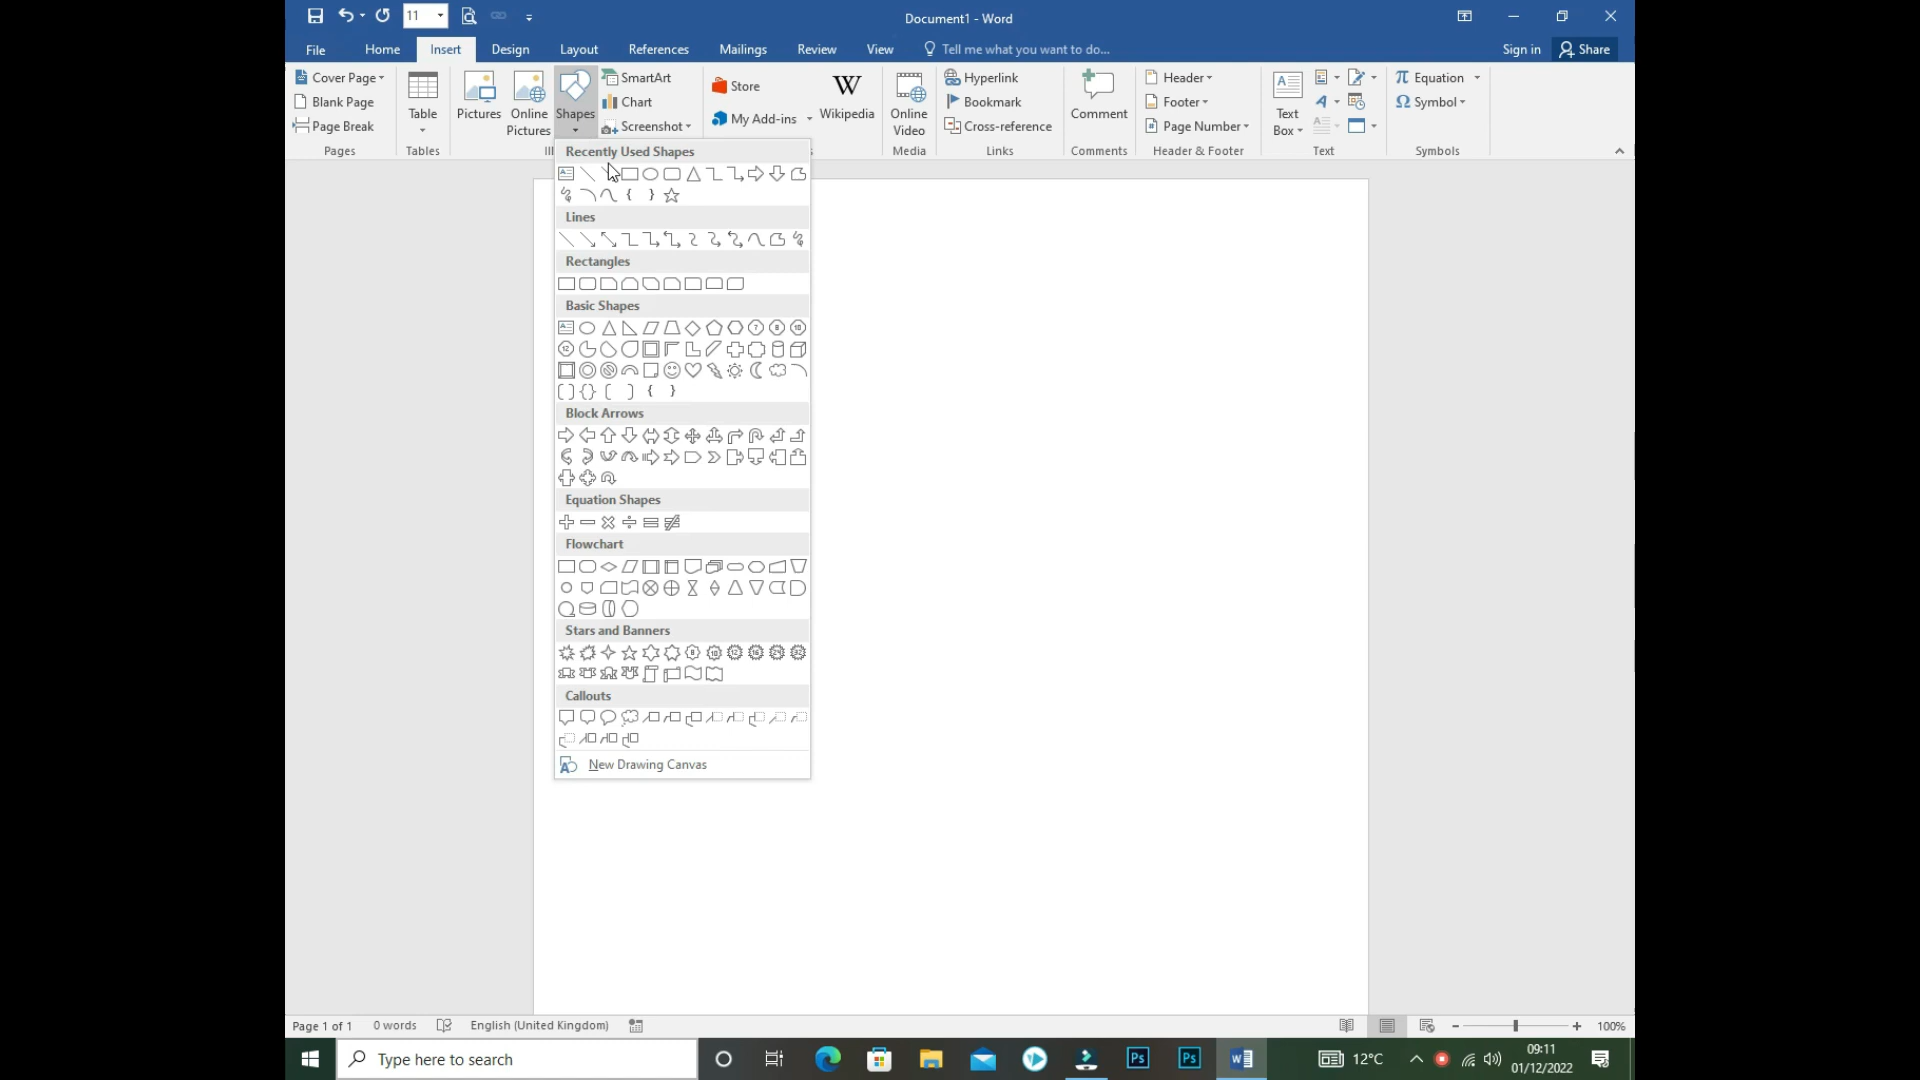 11
Document1 - Word
File Home Insert Design Layout References Mailings Review View Tell me what you want to do... Sign in Share
Cover Page
Blank Page
Page Break
Pages
Table
Tables
Pictures
Online Pictures
Shapes
SmartArt
Chart
Screenshot
Store
My Add-ins
Wikipedia
Online Video
Media
Hyperlink
Bookmark
Cross-reference
Links
Comment
Comments
Header
Footer
Page Number
Header & Footer
Text Box
Text
Equation
Symbol
Symbols
Recently Used Shapes
Lines
Rectangles
Basic Shapes
Block Arrows
Equation Shapes
Flowchart
Stars and Banners
Callouts
New Drawing Canvas
Page 1 of 1 0 words English (United Kingdom) 100%
Type here to search
Ps Ps
12°C
09:11
01/12/2022